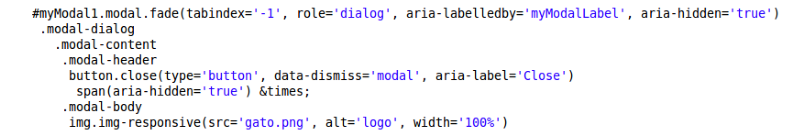 #myModal1.modal.fade(tabindex='-1', role='dialog', aria-labelledby='myModalLabel', aria-hidden='true')
.modal-dialog
.modal-content
.modal-header
button.close(type='button', data-dismiss='modal', aria-label='Close')
span(aria-hidden='true') &times;
.modal-body
img.img-responsive(src='gato.png', alt='logo', width='100%')